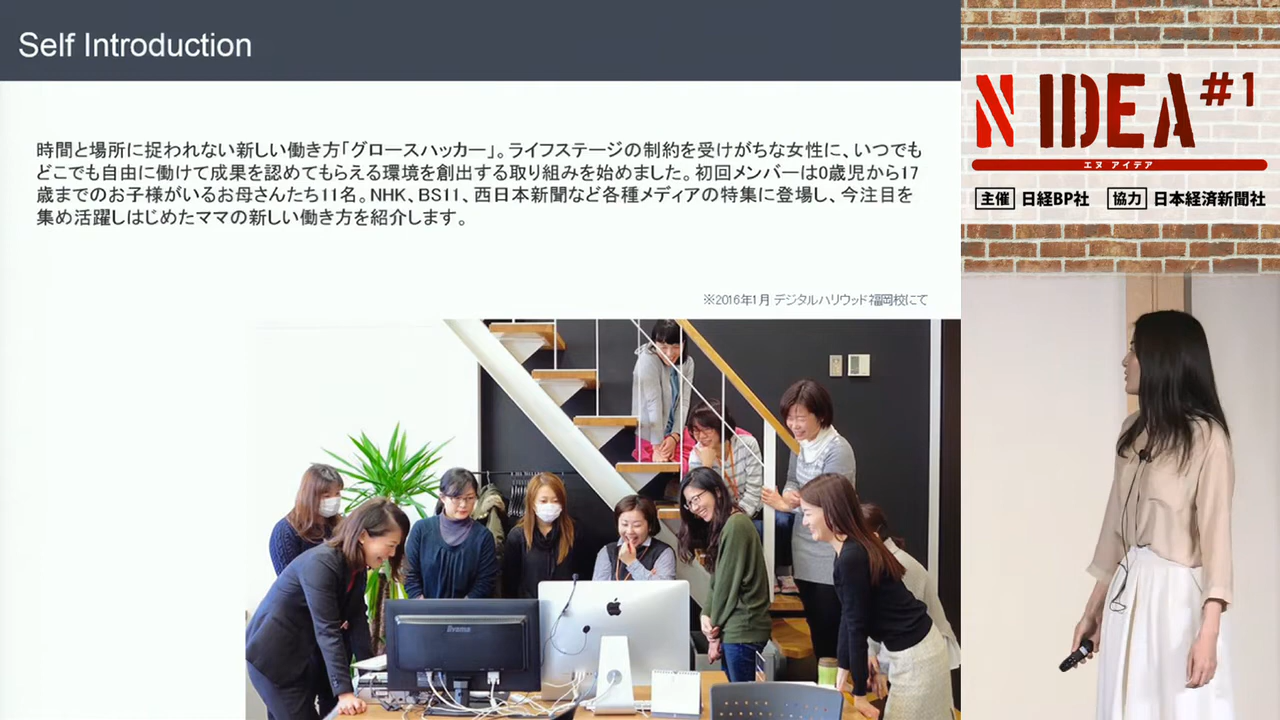 Self Introduction
時間と場所に捉われない新しい働き方「グロースハッカー」。ライフステージの制約を受けがちな女性に、いつでも
どこでも自由に働けて成果を認めてもらえる環境を創出する取り組みを始めました。初回メンバーは0歳児から17
歳までのお子様がいるお母さんたち11名。NHK、BS11、西日本新聞など各種メディアの特集に登場し、今注目を
集め活躍しはじめたママの新しい働き方を紹介します。
※2016年1月 デジタルハリウッド福岡校にて
iiyama
N IDEA #1
エヌ アイデア
主催 日経BP社 協力 日本経済新聞社